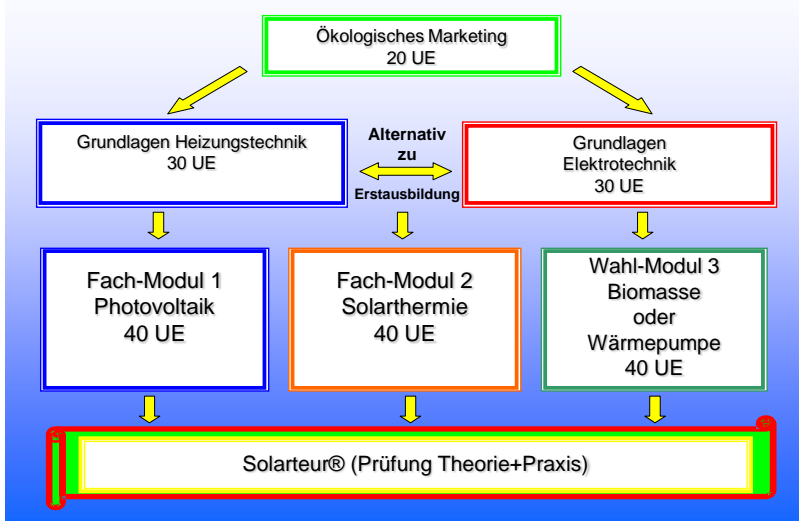 Ökologisches Marketing
20 UE
Grundlagen Heizungstechnik
30 UE
Alternativ
zu
Erstausbildung
Grundlagen
Elektrotechnik
30 UE
Fach-Modul 1
Photovoltaik
40 UE
Fach-Modul 2
Solarthermie
40 UE
Wahl-Modul 3
Biomasse
oder
Wärmepumpe
40 UE
Solarteur® (Prüfung Theorie+Praxis)